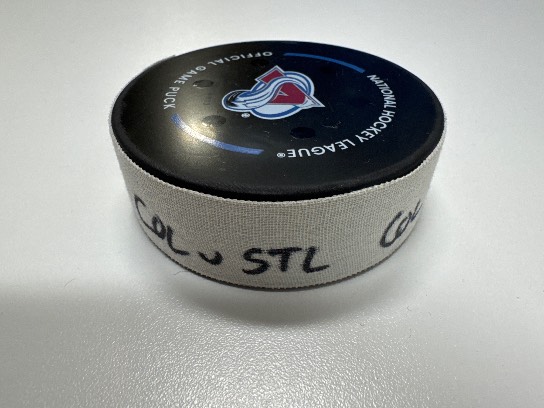 OFFICIAL GAME PUCK
NATIONAL HOCKEY LEAGUE®
®
COL v STL
COL